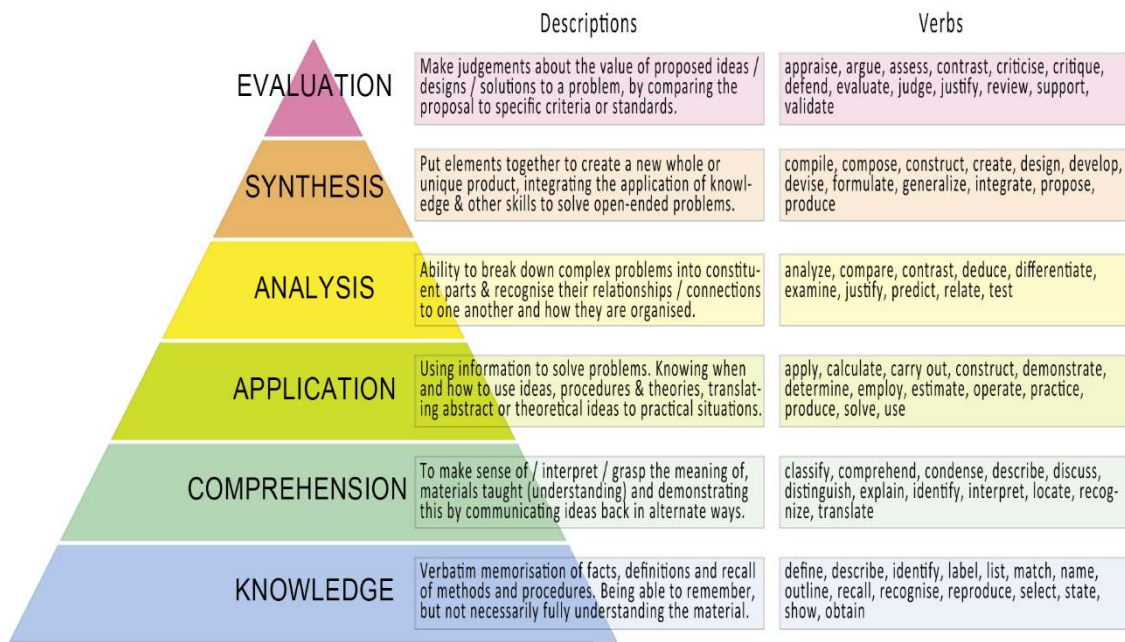 Descriptions
Verbs
EVALUATION
Make judgements about the value of proposed ideas /
designs / solutions to a problem, by comparing the
proposal to specific criteria or standards.
appraise, argue, assess, contrast, criticise, critique,
defend, evaluate, judge, justify, review, support,
validate
SYNTHESIS
Put elements together to create a new whole or
unique product, integrating the application of knowl-
edge & other skills to solve open-ended problems.
compile, compose, construct, create, design, develop,
devise, formulate, generalize, integrate, propose,
produce
ANALYSIS
Ability to break down complex problems into constitu-
ent parts & recognise their relationships / connections
to one another and how they are organised.
analyze, compare, contrast, deduce, differentiate,
examine, justify, predict, relate, test
APPLICATION
Using information to solve problems. Knowing when
and how to use ideas, procedures & theories, translat-
ing abstract or theoretical ideas to practical situations.
apply, calculate, carry out, construct, demonstrate,
determine, employ, estimate, operate, practice,
produce, solve, use
COMPREHENSION
To make sense of / interpret / grasp the meaning of,
materials taught (understanding) and demonstrating
this by communicating ideas back in alternate ways.
classify, comprehend, condense, describe, discuss,
distinguish, explain, identify, interpret, locate, recog-
nize, translate
KNOWLEDGE
Verbatim memorisation of facts, definitions and recall
of methods and procedures. Being able to remember,
but not necessarily fully understanding the material.
define, describe, identify, label, list, match, name,
outline, recall, recognise, reproduce, select, state,
show, obtain